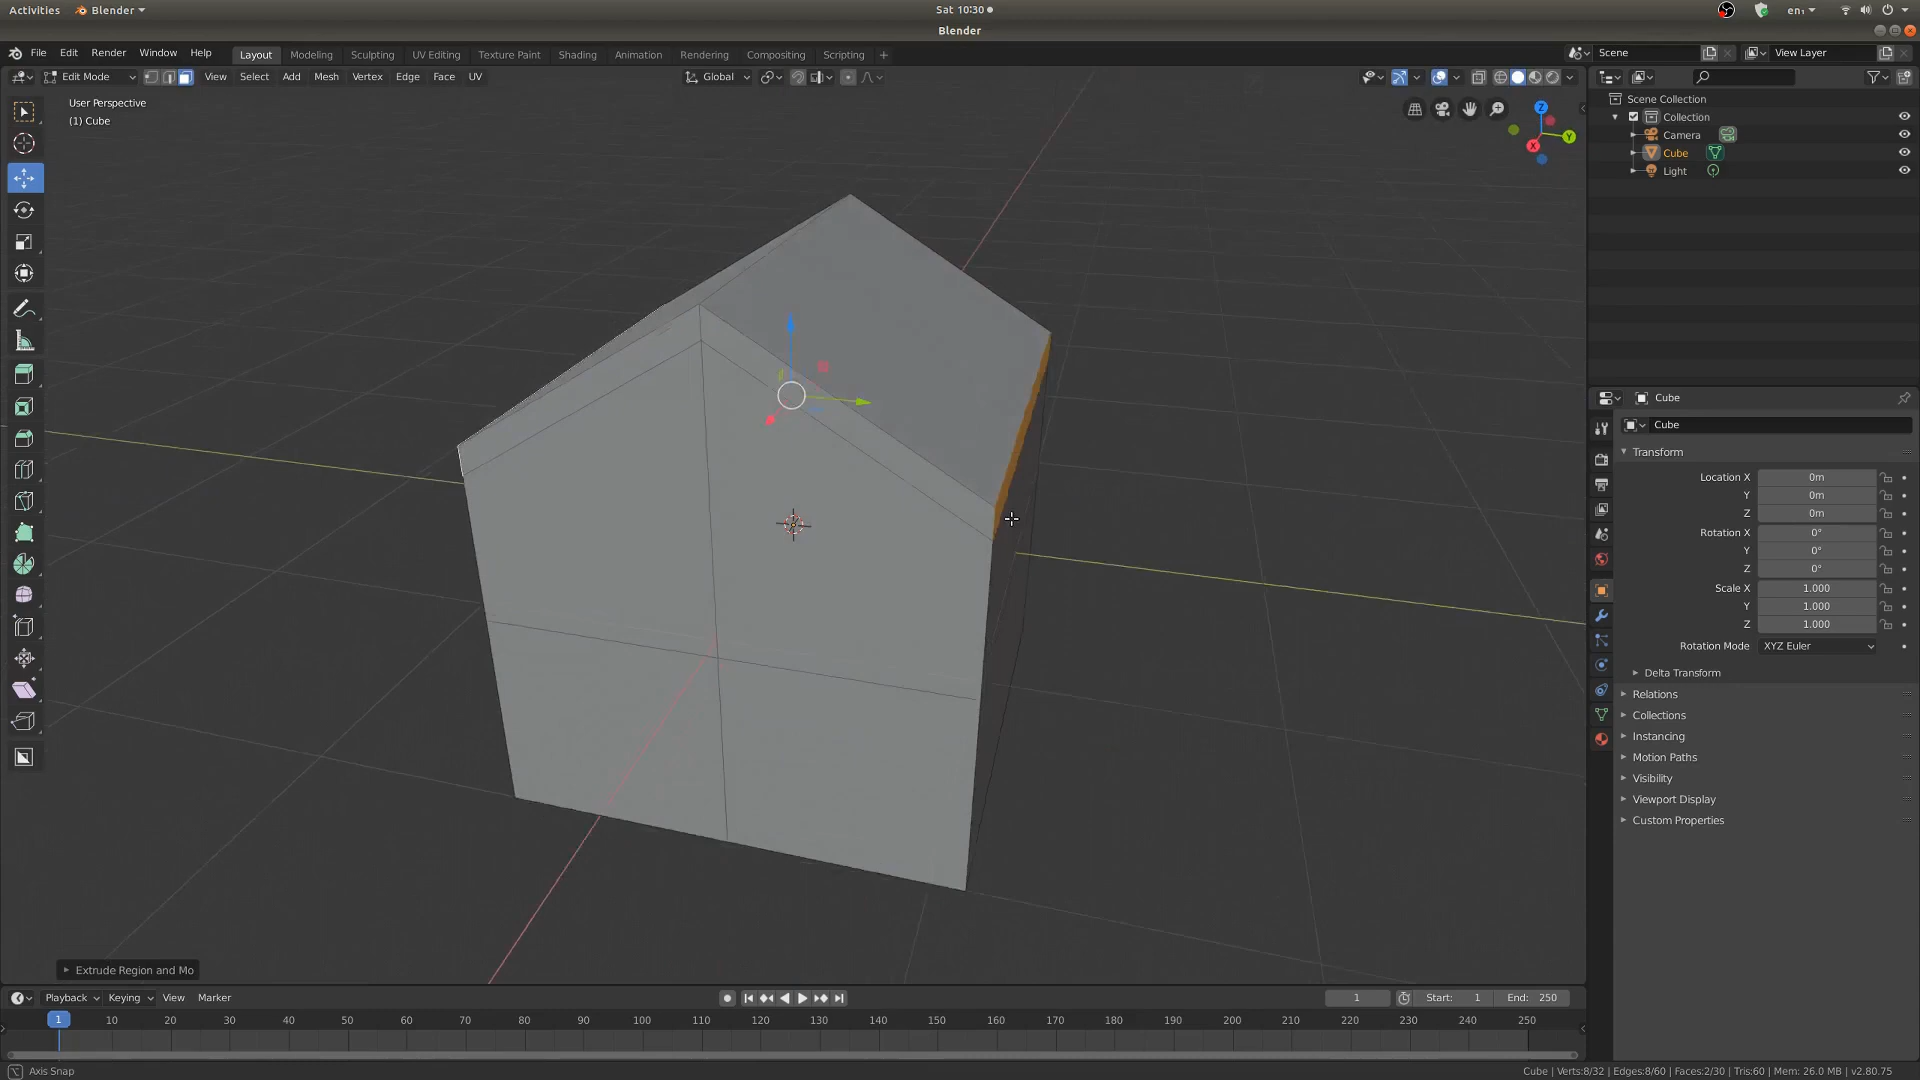 Activities Blender Sat 10:30 en₁
Blender
File Edit Render Window Help Layout Modeling Sculpting UV Editing Texture Paint Shading Animation Rendering Compositing Scripting + Scene View Layer
Edit Mode View Select Add Mesh Vertex Edge Face UV Global
User Perspective
(1) Cube
Z
Y
X
Scene Collection
Collection
Camera
Cube
Light
Cube
Cube
Transform
Location X 0m
Y 0m
Z 0m
Rotation X 0°
Y 0°
Z 0°
Scale X 1.000
Y 1.000
Z 1.000
Rotation Mode XYZ Euler
Delta Transform
Relations
Collections
Instancing
Motion Paths
Visibility
Viewport Display
Custom Properties
Extrude Region and Mo
Playback Keying View Marker 1 Start: 1 End: 250
1 10 20 30 40 50 60 70 80 90 100 110 120 130 140 150 160 170 180 190 200 210 220 230 240 250
Axis Snap Cube | Verts:8/32 | Edges:8/60 | Faces:2/30 | Tris:60 | Mem: 26.0 MB | v2.80.75